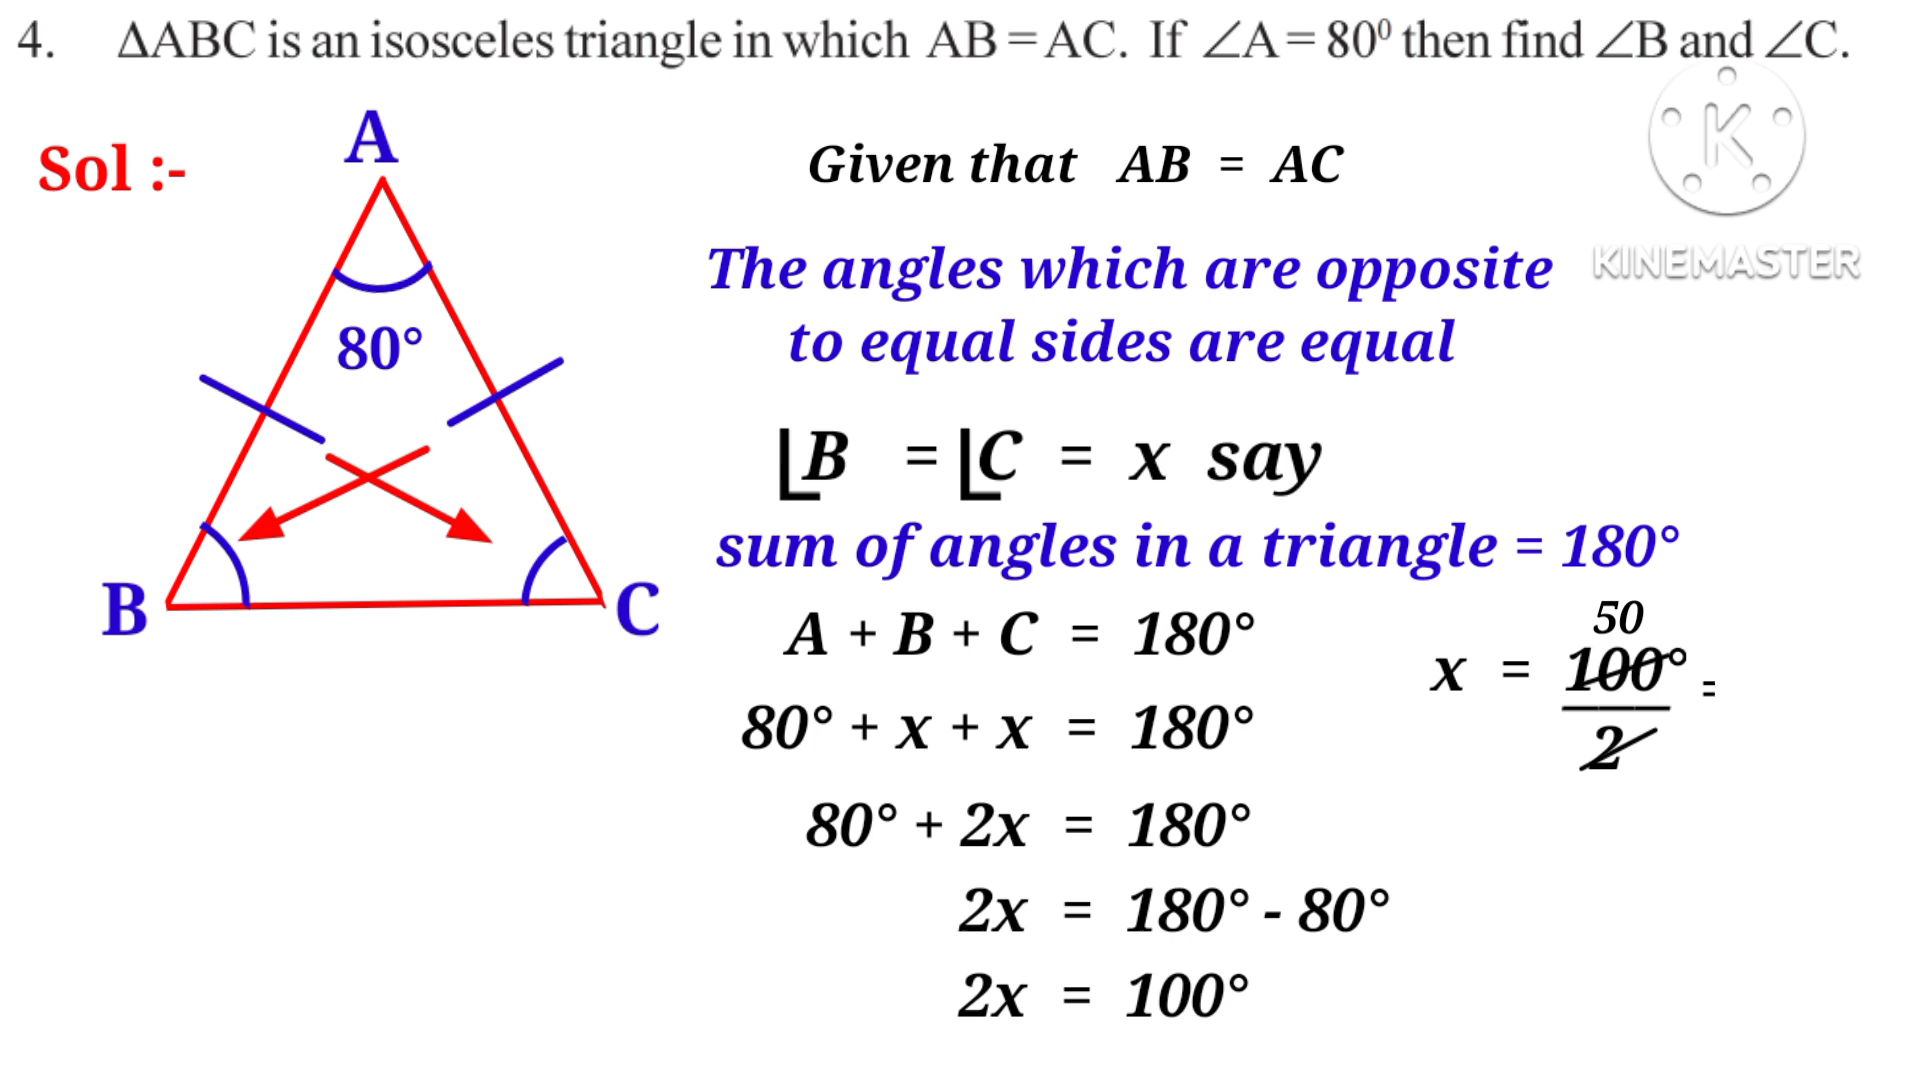 4. ΔABC is an isosceles triangle in which AB = AC. If ∠A = 80⁰ then find ∠B and ∠C.
Sol :-
A
80°
B
C
Given that AB = AC
The angles which are opposite
to equal sides are equal
⌊B = ⌊C = x say
sum of angles in a triangle = 180°
A + B + C = 180°
80° + x + x = 180°
80° + 2x = 180°
2x = 180° - 80°
2x = 100°
50
x = 100° =
2
K
KINEMASTER